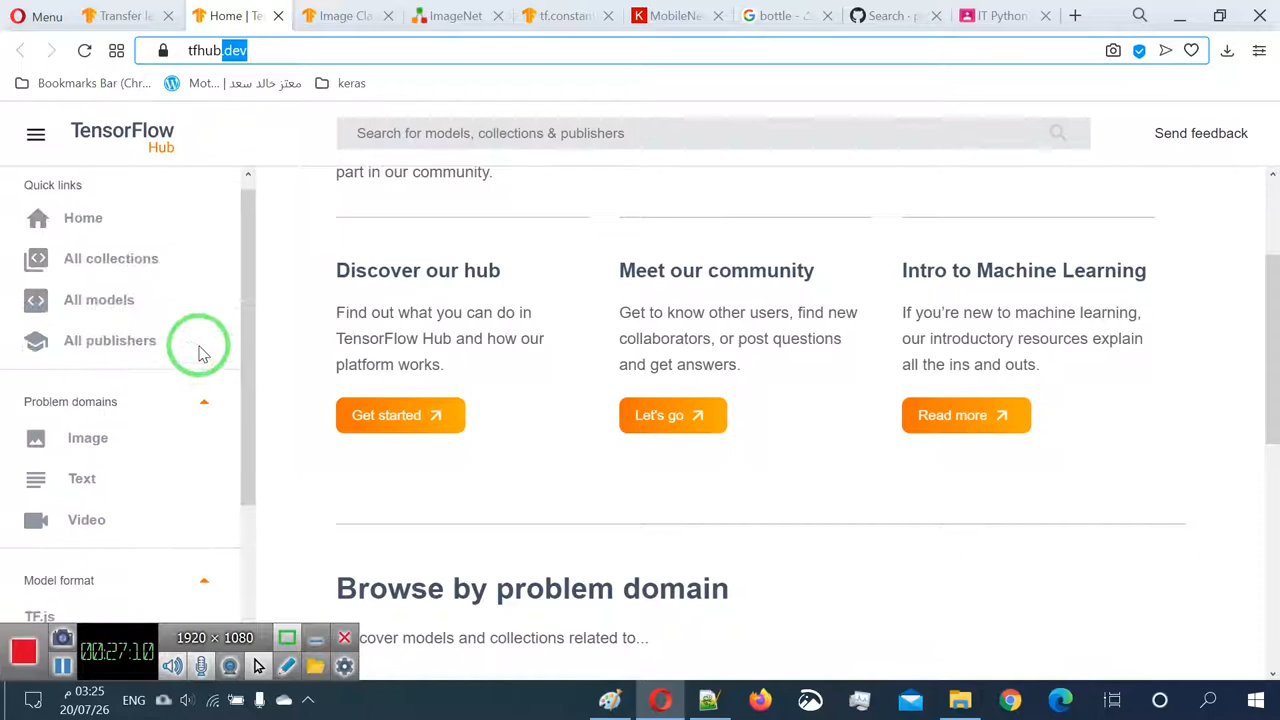 Menu
Transfer le
Home | Te
Image Cl
ImageNet
tf.constan
MobileNe
bottle -
Search · p
IT Python
tfhub.dev
Bookmarks Bar (Chr...
Mot... | معتز خالد سعد
keras
TensorFlow
Hub
Search for models, collections & publishers
Send feedback
Quick links
Home
All collections
All models
All publishers
Problem domains
Image
Text
Video
Model format
TF.js
part in our community.
Discover our hub
Find out what you can do in
TensorFlow Hub and how our
platform works.
Get started
Meet our community
Get to know other users, find new
collaborators, or post questions
and get answers.
Let's go
Intro to Machine Learning
If you're new to machine learning,
our introductory resources explain
all the ins and outs.
Read more
Browse by problem domain
cover models and collections related to...
00:27:10
1920 × 1080
03:25 م
20/07/26
ENG